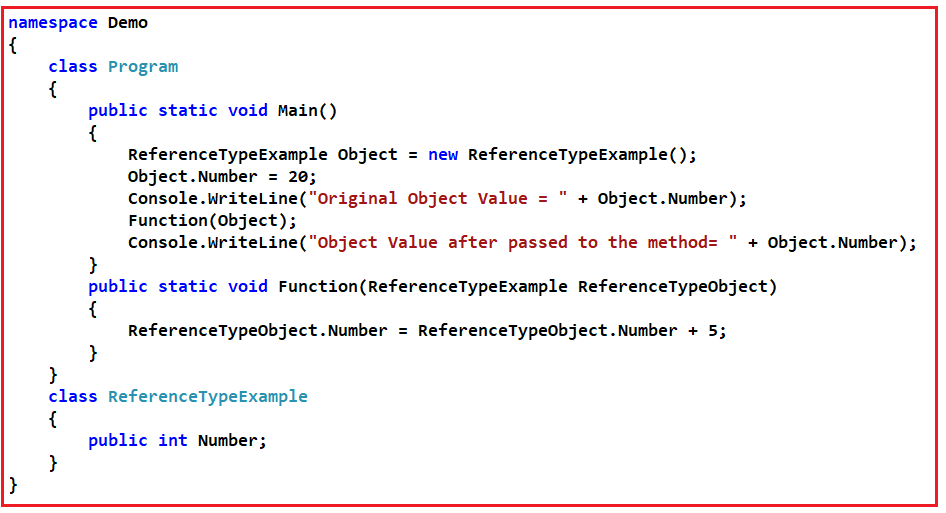 namespace Demo
{
    class Program
    {
        public static void Main()
        {
            ReferenceTypeExample Object = new ReferenceTypeExample();
            Object.Number = 20;
            Console.WriteLine("Original Object Value = " + Object.Number);
            Function(Object);
            Console.WriteLine("Object Value after passed to the method= " + Object.Number);
        }
        public static void Function(ReferenceTypeExample ReferenceTypeObject)
        {
            ReferenceTypeObject.Number = ReferenceTypeObject.Number + 5;
        }
    }
    class ReferenceTypeExample
    {
        public int Number;
    }
}